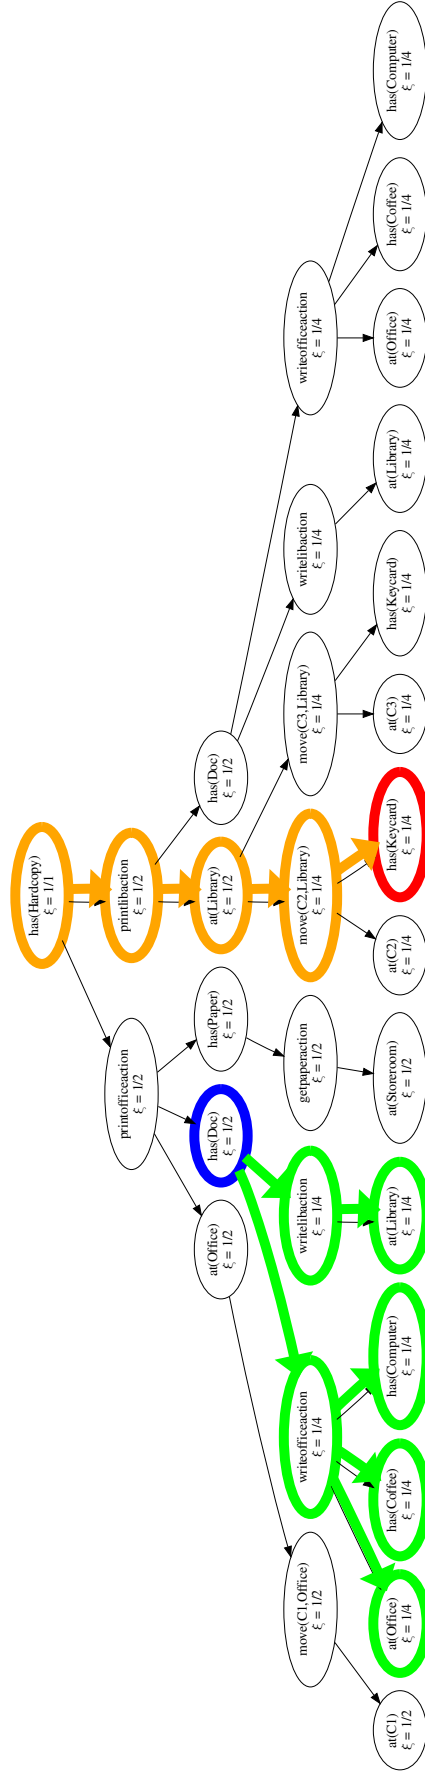 has(Hardcopy)
ξ = 1/1
printofficeaction
ξ = 1/2
printlibaction
ξ = 1/2
at(Office)
ξ = 1/2
has(Doc)
ξ = 1/2
has(Paper)
ξ = 1/2
at(Library)
ξ = 1/2
has(Doc)
ξ = 1/2
move(C1,Office)
ξ = 1/2
writeofficeaction
ξ = 1/4
writelibaction
ξ = 1/4
getpaperaction
ξ = 1/2
move(C2,Library)
ξ = 1/4
move(C3,Library)
ξ = 1/4
writelibaction
ξ = 1/4
writeofficeaction
ξ = 1/4
at(C1)
ξ = 1/2
at(Office)
ξ = 1/4
has(Coffee)
ξ = 1/4
has(Computer)
ξ = 1/4
at(Library)
ξ = 1/4
at(Storeroom)
ξ = 1/2
at(C2)
ξ = 1/4
has(Keycard)
ξ = 1/4
at(C3)
ξ = 1/4
has(Keycard)
ξ = 1/4
at(Library)
ξ = 1/4
at(Office)
ξ = 1/4
has(Coffee)
ξ = 1/4
has(Computer)
ξ = 1/4